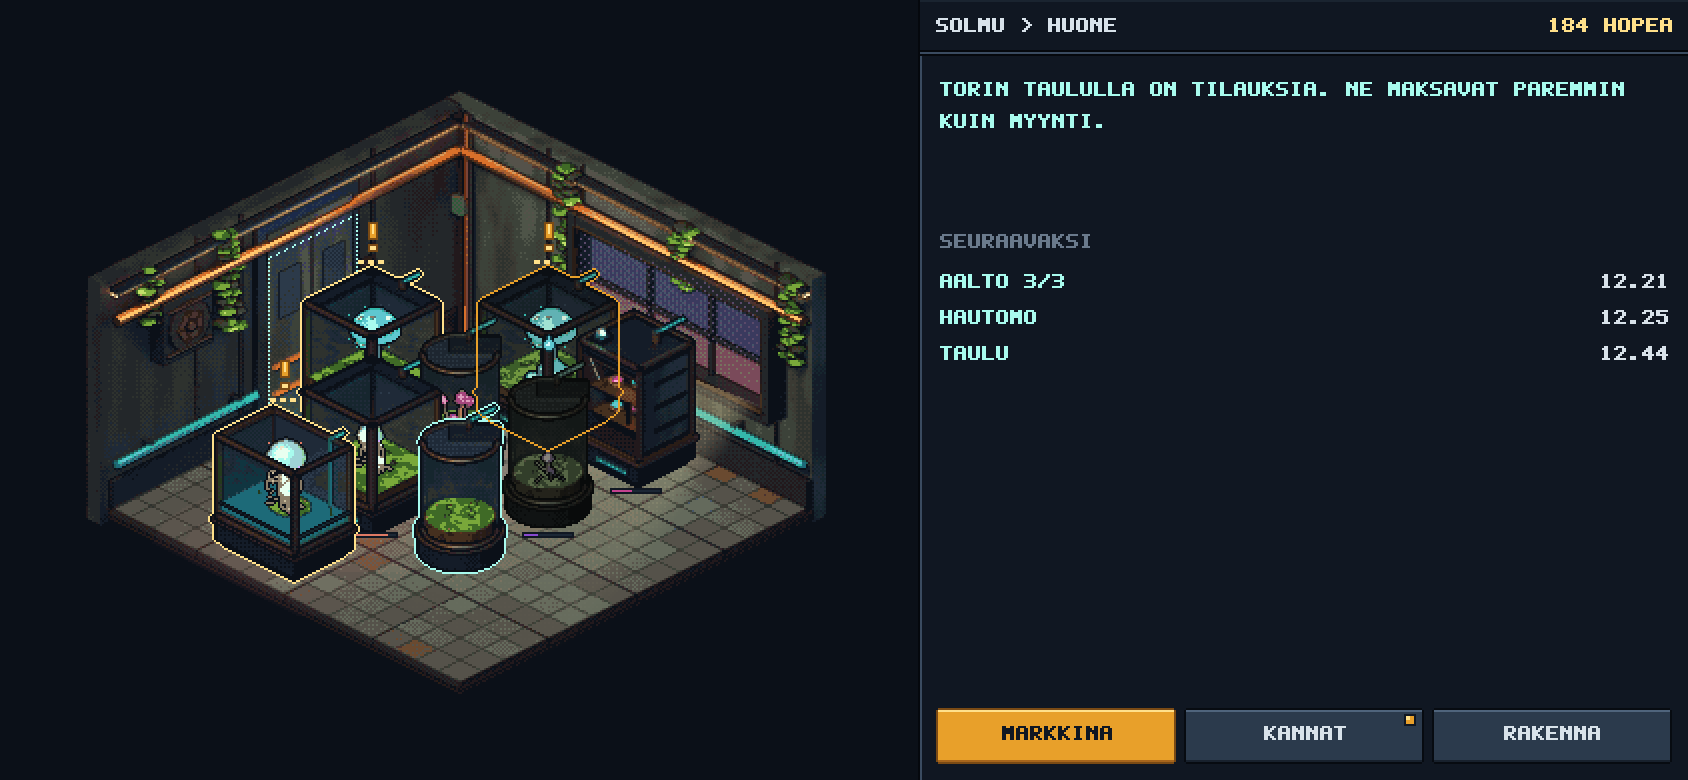 SOLMU > HUONE
184 HOPEA
TORIN TAULULLA ON TILAUKSIA. NE MAKSAVAT PAREMMIN
KUIN MYYNTI.
SEURAAVAKSI
AALTO 3/3 12.21
HAUTOMO 12.25
TAULU 12.44
MARKKINA
KANNAT
RAKENNA